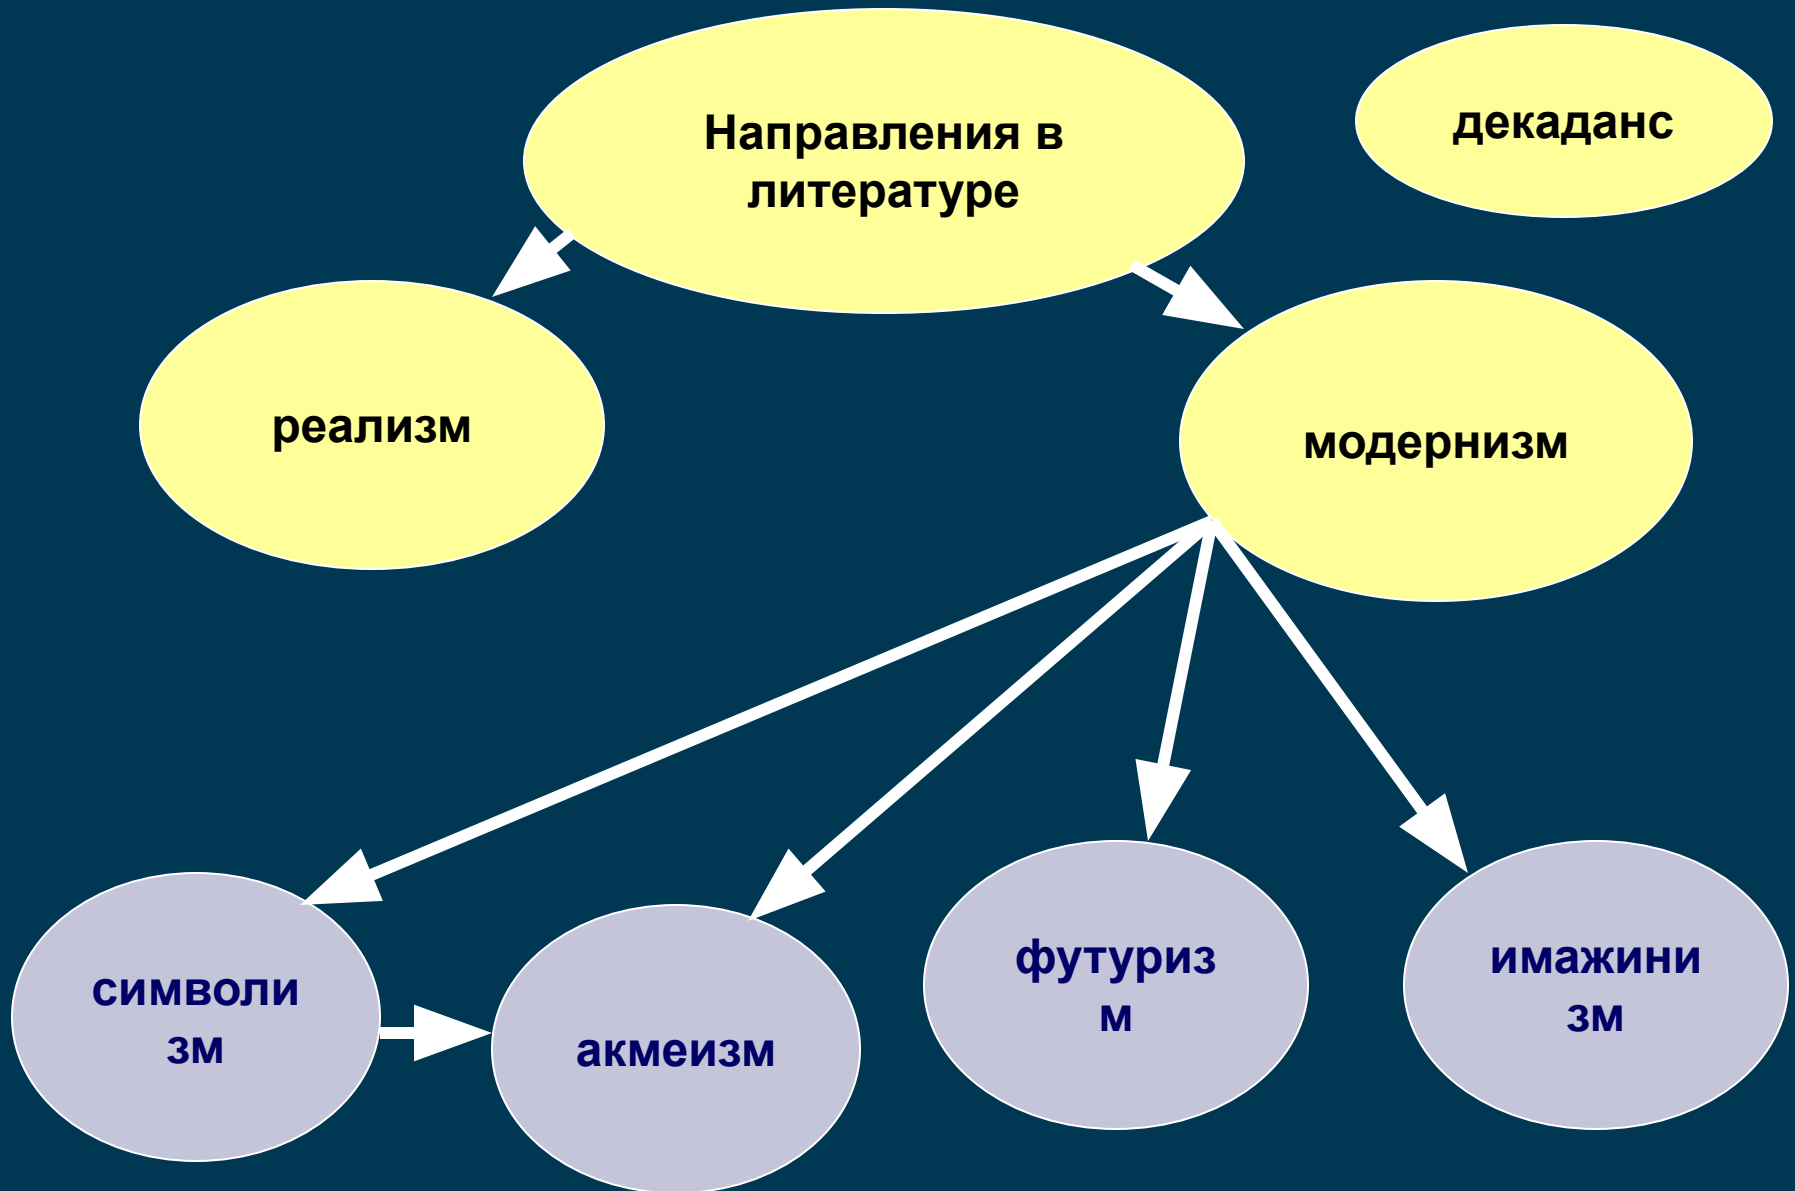 Направления в
литературе
декаданс
реализм
модернизм
символи
зм
акмеизм
футуриз
м
имажини
зм